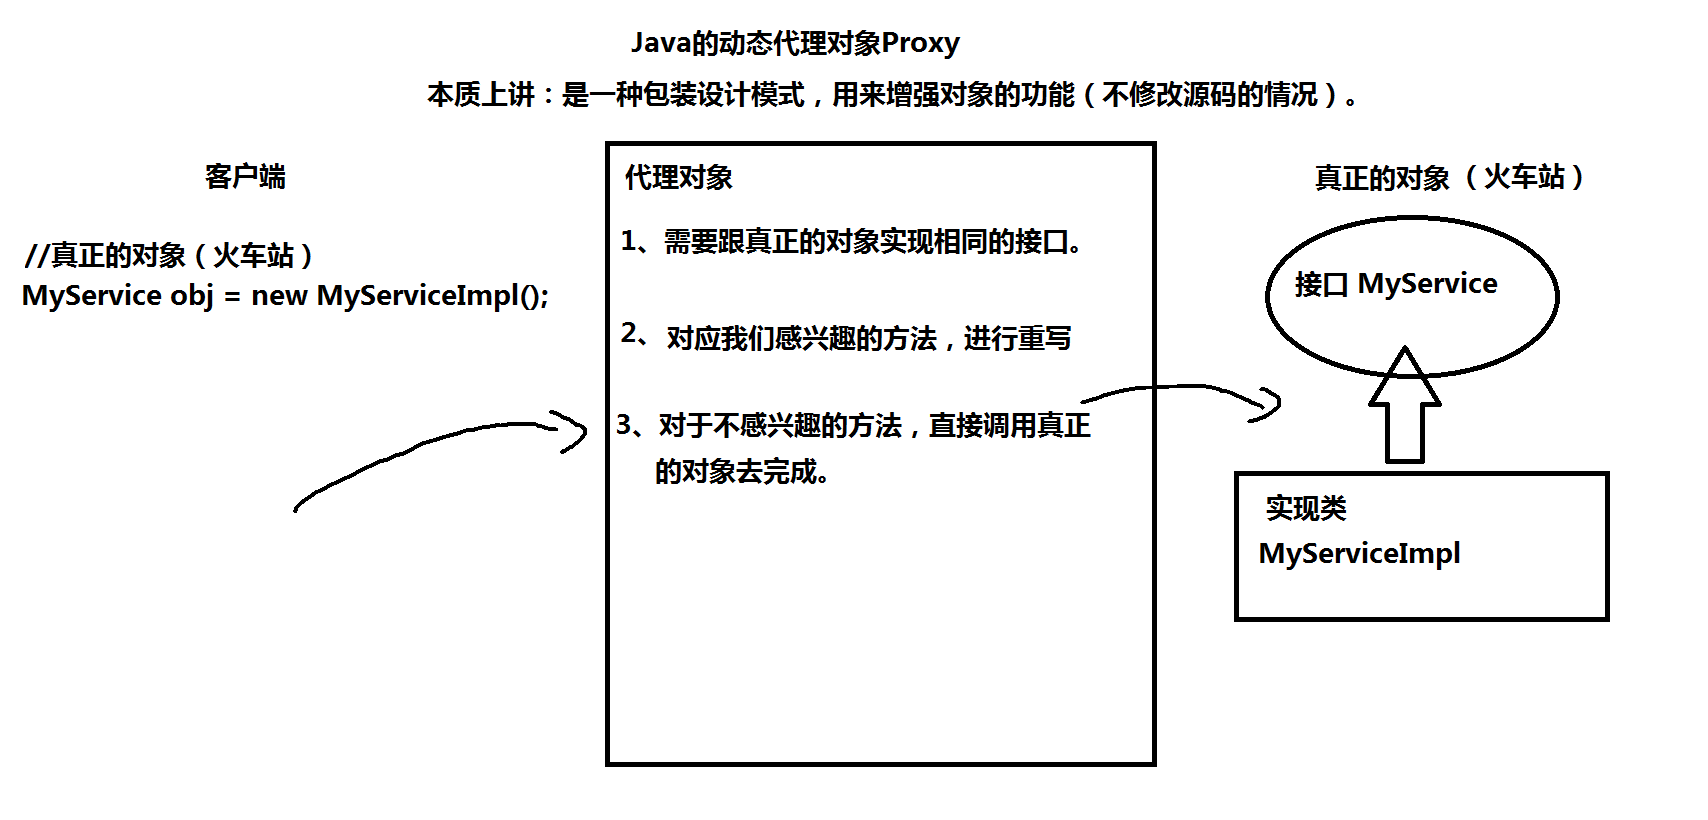 Java的动态代理对象Proxy
本质上讲：是一种包装设计模式，用来增强对象的功能（不修改源码的情况）。
客户端
//真正的对象（火车站）
MyService obj = new MyServiceImpl();
代理对象
1、需要跟真正的对象实现相同的接口。
2、对应我们感兴趣的方法，进行重写
3、对于不感兴趣的方法，直接调用真正
的对象去完成。
真正的对象（火车站）
接口 MyService
实现类
MyServiceImpl